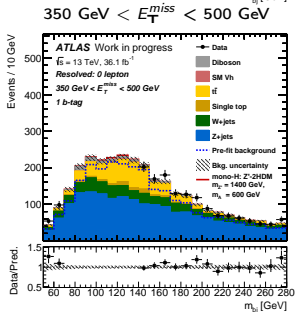 350 GeV < E_T^miss < 500 GeV
Events / 10 GeV
500
400
300
200
100
0
ATLAS Work in progress
√s = 13 TeV, 36.1 fb⁻¹
Resolved: 0 lepton
350 GeV < E_T^miss < 500 GeV
1 b-tag
Data
Diboson
SM Vh
tt̄
Single top
W+jets
Z+jets
Pre-fit background
Bkg. uncertainty
mono-H: Z'-2HDM
m_Z' = 1400 GeV,
m_A = 600 GeV
Data/Pred.
1.5
1
0.5
60 80 100 120 140 160 180 200 220 240 260 280
m_bj [GeV]